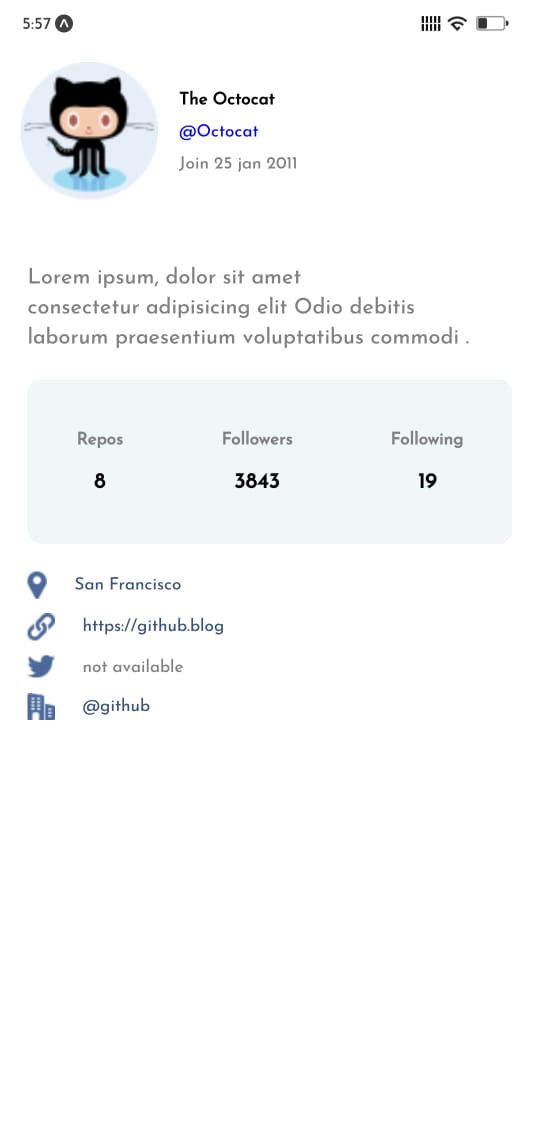 5:57
The Octocat
@Octocat
Join 25 jan 2011
Lorem ipsum, dolor sit amet
consectetur adipisicing elit Odio debitis
laborum praesentium voluptatibus commodi .
Repos Followers Following
8 3843 19
San Francisco
https://github.blog
not available
@github